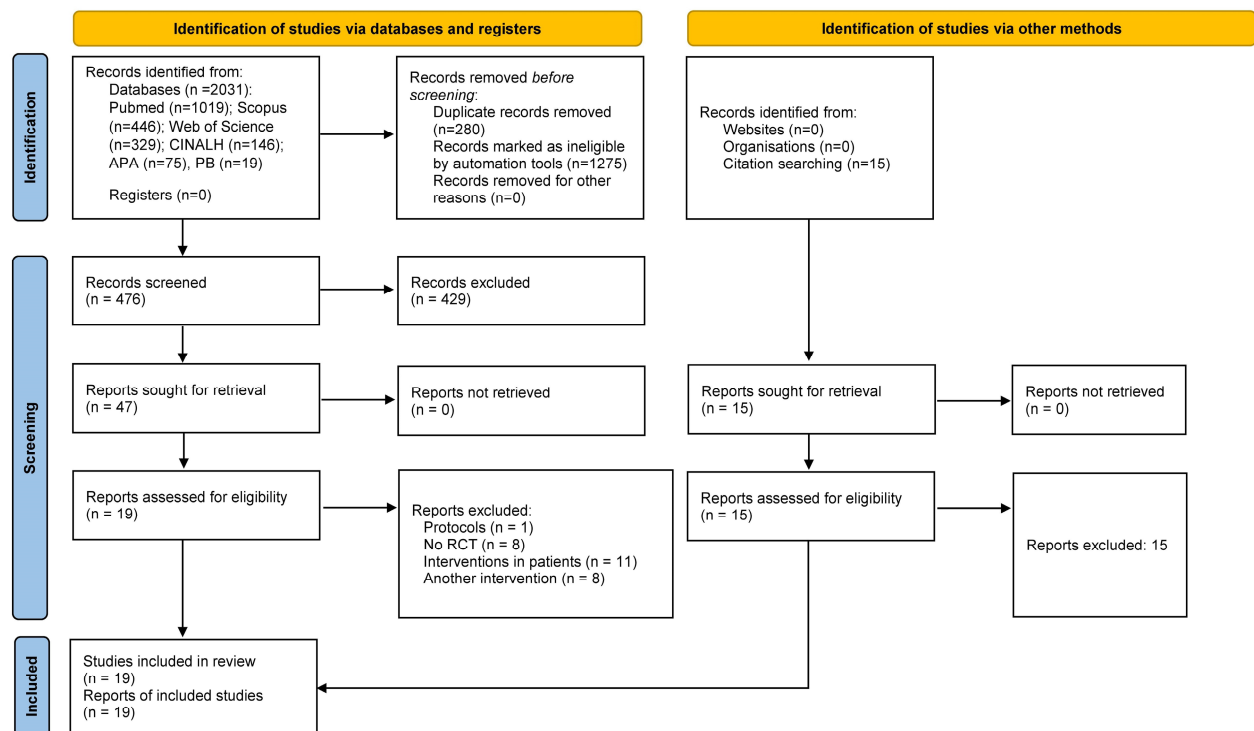 Identification of studies via databases and registers
Identification of studies via other methods
Identification
Records identified from:
Databases (n =2031):
Pubmed (n=1019); Scopus
(n=446); Web of Science
(n=329); CINALH (n=146);
APA (n=75), PB (n=19)
Registers (n=0)
Records removed before
screening:
Duplicate records removed
(n=280)
Records marked as ineligible
by automation tools (n=1275)
Records removed for other
reasons (n=0)
Records identified from:
Websites (n=0)
Organisations (n=0)
Citation searching (n=15)
Screening
Records screened
(n = 476)
Records excluded
(n = 429)
Reports sought for retrieval
(n = 47)
Reports not retrieved
(n = 0)
Reports sought for retrieval
(n = 15)
Reports not retrieved
(n = 0)
Reports assessed for eligibility
(n = 19)
Reports excluded:
Protocols (n = 1)
No RCT (n = 8)
Interventions in patients (n = 11)
Another intervention (n = 8)
Reports assessed for eligibility
(n = 15)
Reports excluded: 15
Included
Studies included in review
(n = 19)
Reports of included studies
(n = 19)